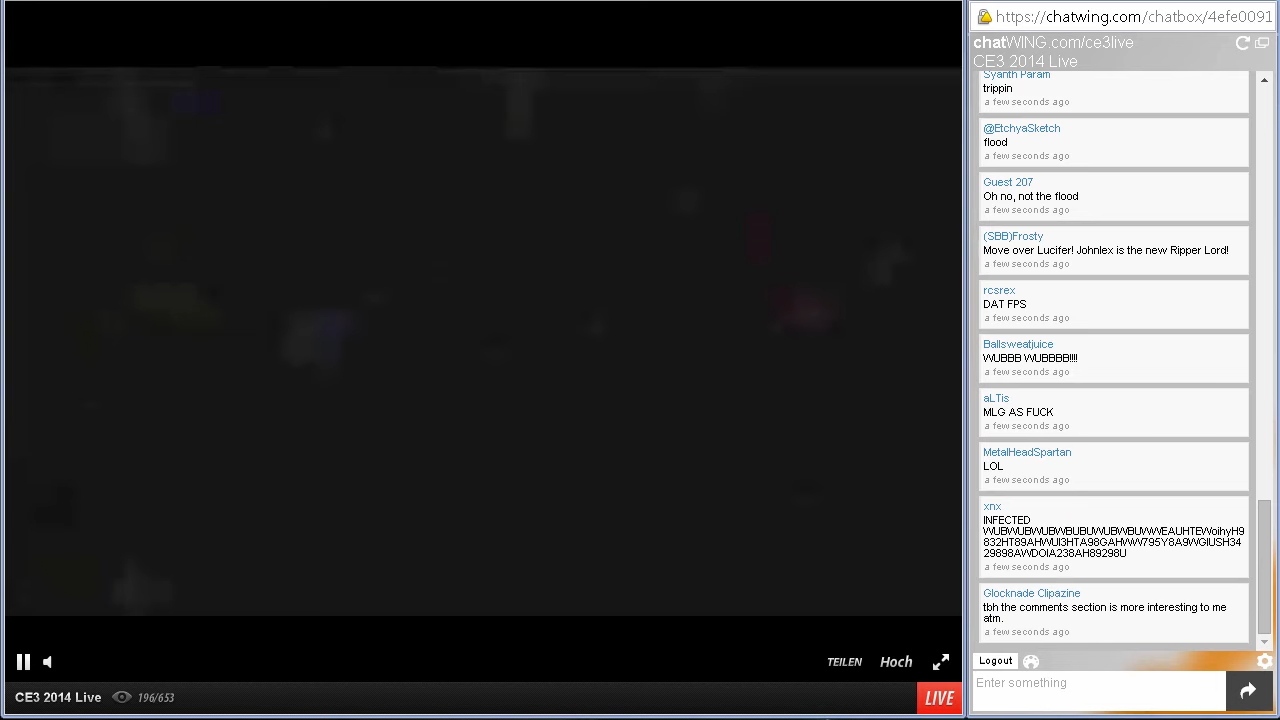 https://chatwing.com/chatbox/4efe0091
chatWING.com/ce3live
CE3 2014 Live
Syanth Param
trippin
a few seconds ago
@EtchyaSketch
flood
a few seconds ago
Guest 207
Oh no, not the flood
a few seconds ago
(SBB)Frosty
Move over Lucifer! Johnlex is the new Ripper Lord!
a few seconds ago
rcsrex
DAT FPS
a few seconds ago
Ballsweatjuice
WUBBB WUBBBB!!!!
a few seconds ago
aLTis
MLG AS FUCK
a few seconds ago
MetalHeadSpartan
LOL
a few seconds ago
xnx
INFECTED
WUBWUBWUBWBUBUWUBWBUVWEAUHTEWoihyH9
832HT89AHWUI3HTA98GAHWW795Y8A9WGIUSH34
29898AWDOIA238AH89298U
a few seconds ago
Glocknade Clipazine
tbh the comments section is more interesting to me
atm.
a few seconds ago
Logout
Enter something
TEILEN Hoch
CE3 2014 Live 196/653 LIVE